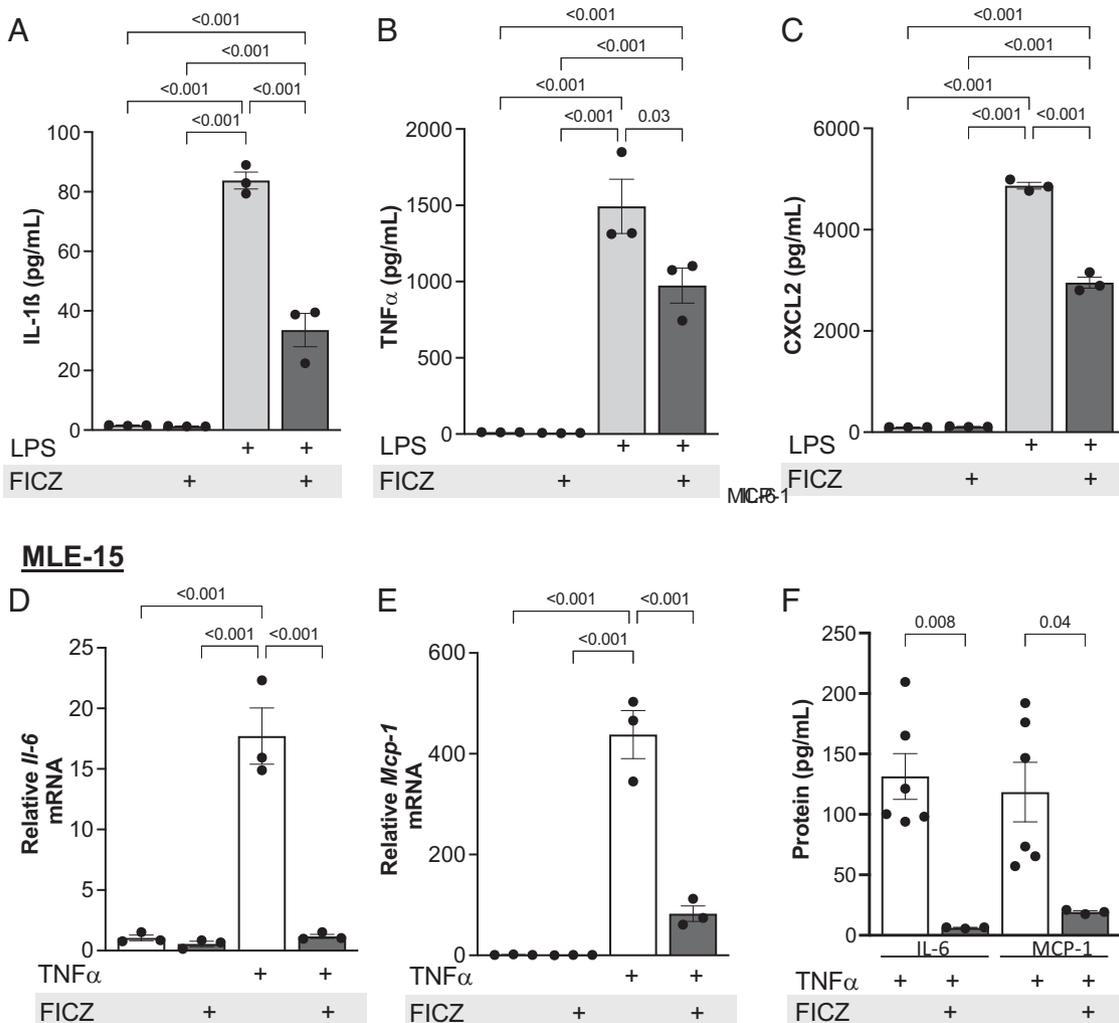 A
<0.001
<0.001
<0.001
<0.001
<0.001
IL-1ß (pg/mL)
100
80
60
40
20
0
LPS + +
FICZ + +
B
<0.001
<0.001
<0.001
<0.001
0.03
TNFα (pg/mL)
2000
1500
1000
500
0
LPS + +
FICZ + +
C
<0.001
<0.001
<0.001
<0.001
<0.001
CXCL2 (pg/mL)
6000
4000
2000
0
LPS + +
FICZ + +
MLE-15
D
<0.001
<0.001
<0.001
Relative Il-6
mRNA
25
20
15
10
5
0
TNFα + +
FICZ + +
E
<0.001
<0.001
<0.001
Relative Mcp-1
mRNA
600
400
200
0
TNFα + +
FICZ + +
F
0.008
0.04
Protein (pg/mL)
250
200
150
100
50
0
IL-6 MCP-1
TNFα + + + +
FICZ + +